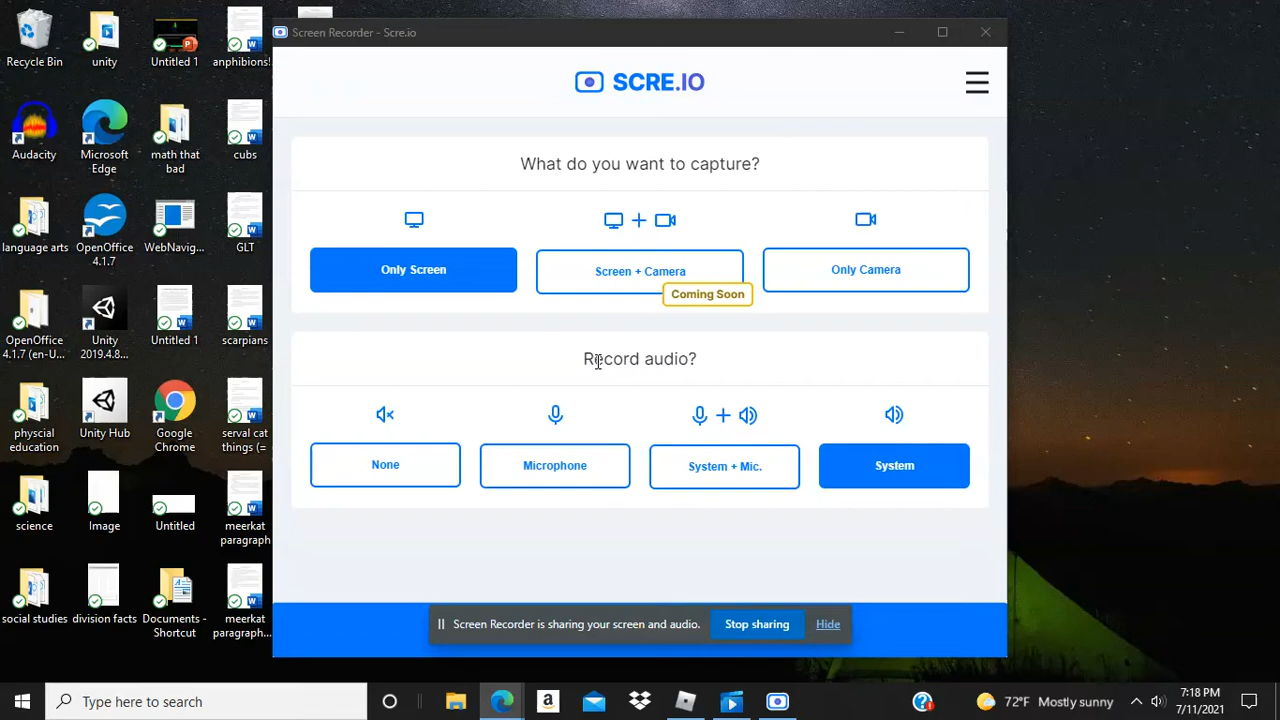 Screen Recorder - Scre.io
SCRE.IO
What do you want to capture?
Only Screen
Screen + Camera
Only Camera
Coming Soon
Record audio?
None
Microphone
System + Mic.
System
Screen Recorder is sharing your screen and audio.
Stop sharing
Hide
Recycle Bin
unity
Untitled 1
anphibions!
Audacity
Microsoft
Edge
math that
bad
cubs
language arts
OpenOffice
4.1.7
WebNavig...
GLT
OpenOffice
4.1.7 (en-U...
Unity
2019.4.8...
Untitled 1
scarpians
physcial
education
Unity Hub
Google
Chrome
serval cat
things (=
science
Image
Untitled
meerkat
paragraph
social studies
division facts
Documents -
Shortcut
meerkat
paragraph...
Type here to search
72°F Mostly sunny
7:18 PM
7/11/2021